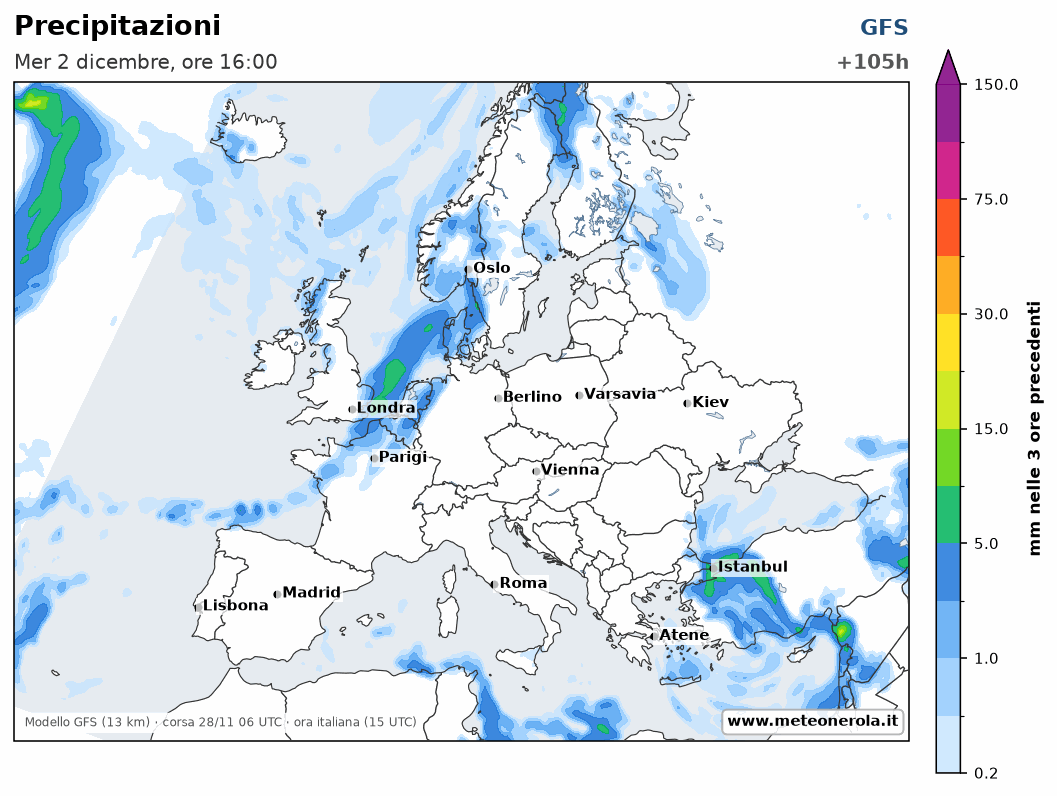 Precipitazioni
GFS
Mer 2 dicembre, ore 16:00
+105h
150.0
75.0
30.0
15.0
5.0
1.0
0.2
mm nelle 3 ore precedenti
Oslo
Londra
Berlino
Varsavia
Kiev
Parigi
Vienna
Istanbul
Roma
Madrid
Lisbona
Atene
Modello GFS (13 km) · corsa 28/11 06 UTC · ora italiana (15 UTC)
www.meteonerola.it